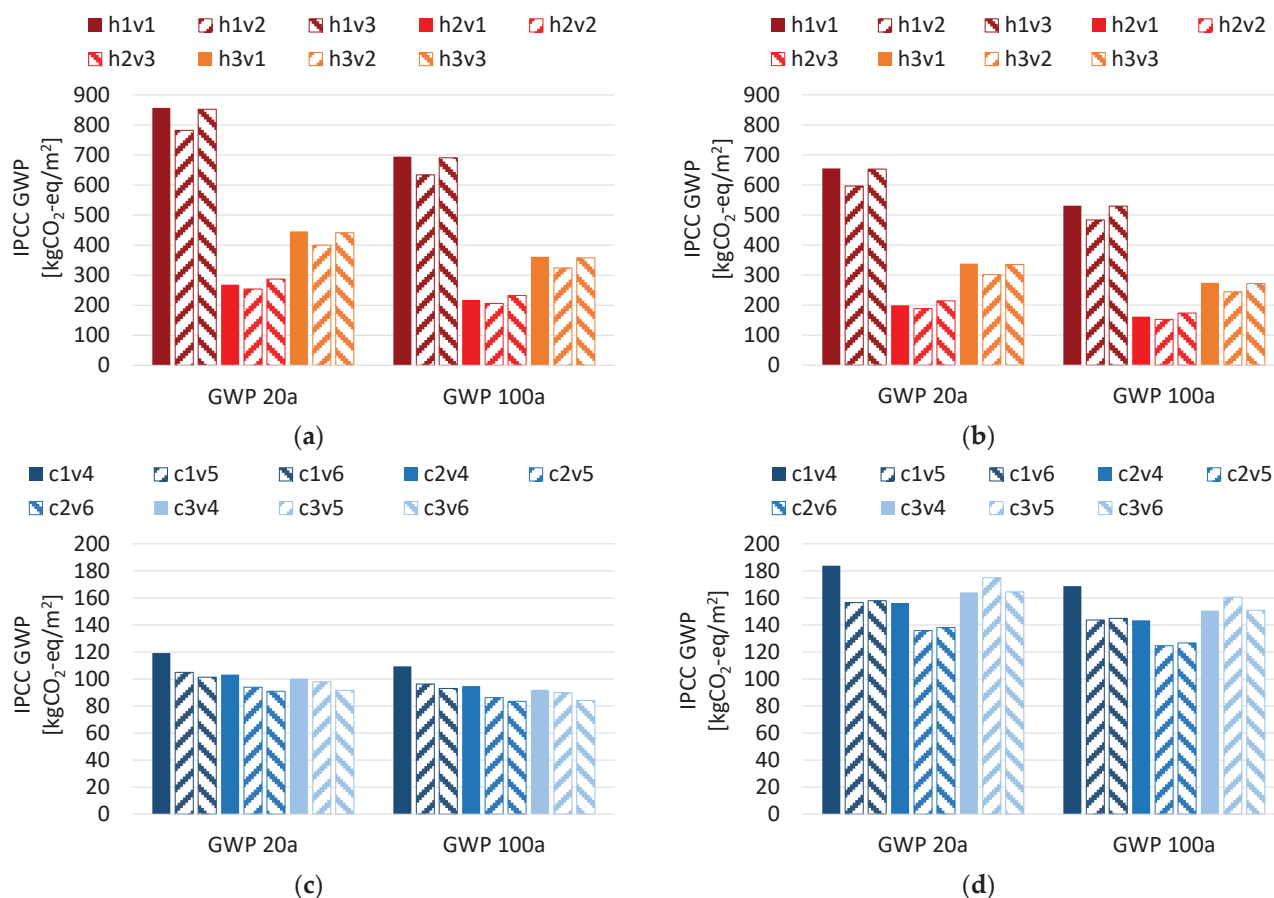 h1v1 h1v2 h1v3 h2v1 h2v2
h2v3 h3v1 h3v2 h3v3
IPCC GWP
[kgCO₂-eq/m²]
900
800
700
600
500
400
300
200
100
0
GWP 20a GWP 100a
(a)
h1v1 h1v2 h1v3 h2v1 h2v2
h2v3 h3v1 h3v2 h3v3
IPCC GWP
[kgCO₂-eq/m²]
900
800
700
600
500
400
300
200
100
0
GWP 20a GWP 100a
(b)
c1v4 c1v5 c1v6 c2v4 c2v5
c2v6 c3v4 c3v5 c3v6
IPCC GWP
[kgCO₂-eq/m²]
200
180
160
140
120
100
80
60
40
20
0
GWP 20a GWP 100a
(c)
c1v4 c1v5 c1v6 c2v4 c2v5
c2v6 c3v4 c3v5 c3v6
IPCC GWP
[kgCO₂-eq/m²]
200
180
160
140
120
100
80
60
40
20
0
GWP 20a GWP 100a
(d)